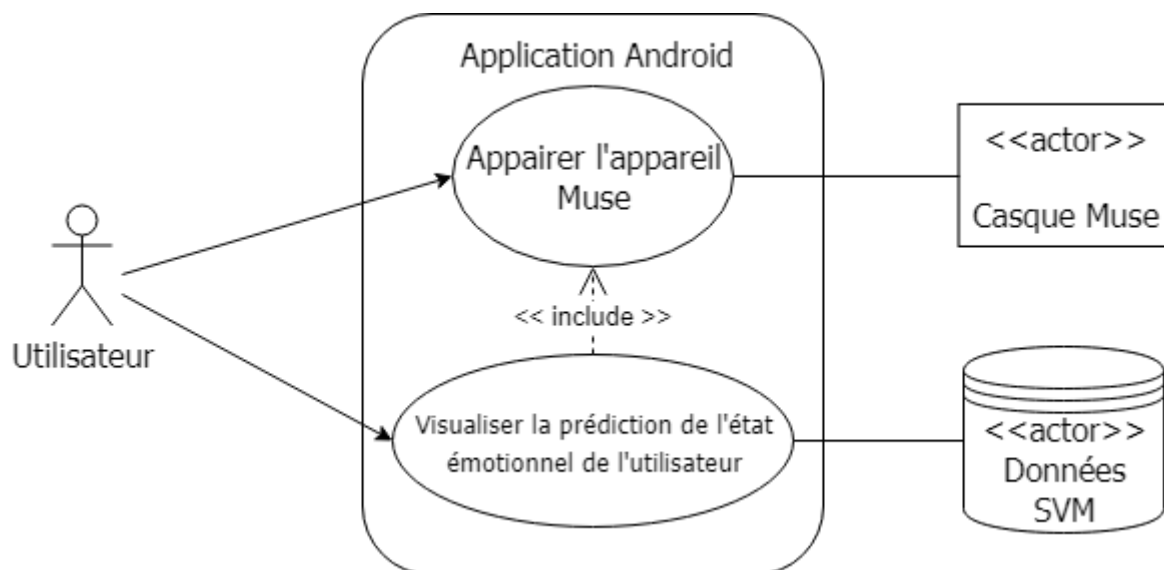 Application Android
Appairer l'appareil
Muse
<<actor>>
Casque Muse
Utilisateur
<< include >>
Visualiser la prédiction de l'état
émotionnel de l'utilisateur
<<actor>>
Données
SVM